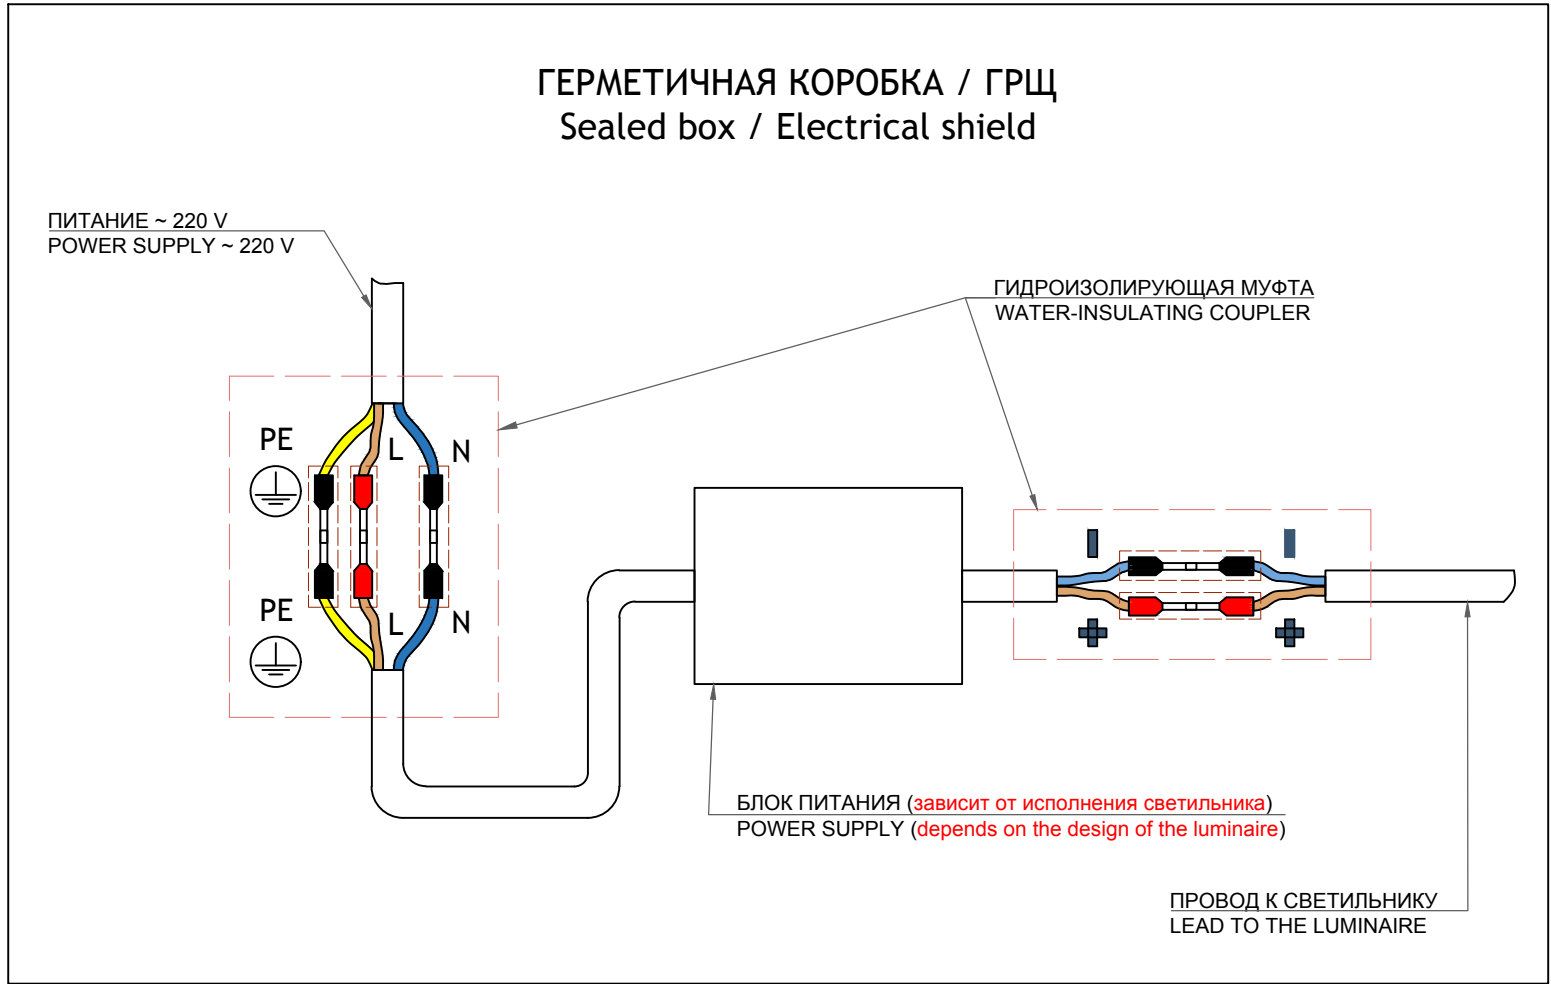 ГЕРМЕТИЧНАЯ КОРОБКА / ГРЩ
Sealed box / Electrical shield
ПИТАНИЕ ~ 220 V
POWER SUPPLY ~ 220 V
ГИДРОИЗОЛИРУЮЩАЯ МУФТА
WATER-INSULATING COUPLER
PE
L
N
PE
L
N
БЛОК ПИТАНИЯ (зависит от исполнения светильника)
POWER SUPPLY (depends on the design of the luminaire)
ПРОВОД К СВЕТИЛЬНИКУ
LEAD TO THE LUMINAIRE